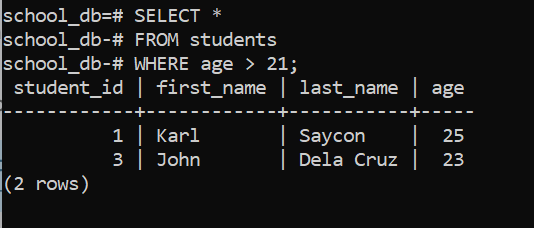 school_db=# SELECT *
school_db-# FROM students
school_db-# WHERE age > 21;
 student_id | first_name | last_name | age
------------+------------+-----------+-----
          1 | Karl       | Saycon    |  25
          3 | John       | Dela Cruz |  23
(2 rows)